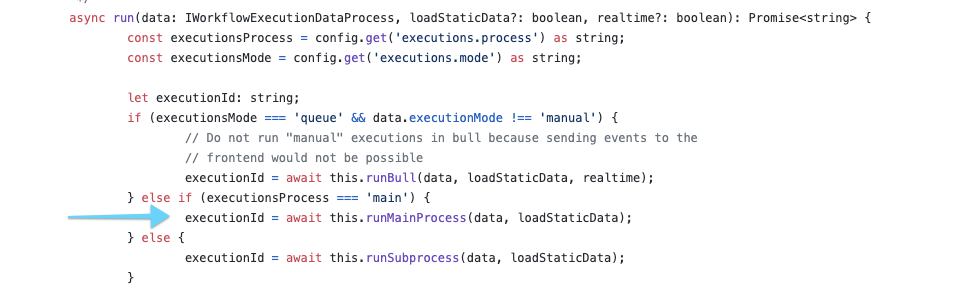 */
async run(data: IWorkflowExecutionDataProcess, loadStaticData?: boolean, realtime?: boolean): Promise<string> {
const executionsProcess = config.get('executions.process') as string;
const executionsMode = config.get('executions.mode') as string;
let executionId: string;
if (executionsMode === 'queue' && data.executionMode !== 'manual') {
// Do not run "manual" executions in bull because sending events to the
// frontend would not be possible
executionId = await this.runBull(data, loadStaticData, realtime);
} else if (executionsProcess === 'main') {
executionId = await this.runMainProcess(data, loadStaticData);
} else {
executionId = await this.runSubprocess(data, loadStaticData);
}